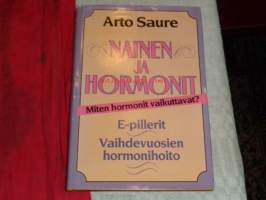 Arto Saure
NAINEN
JA
HORMONIT
Miten hormonit vaikuttavat?
E-pillerit
Vaihdevuosien
hormonihoito